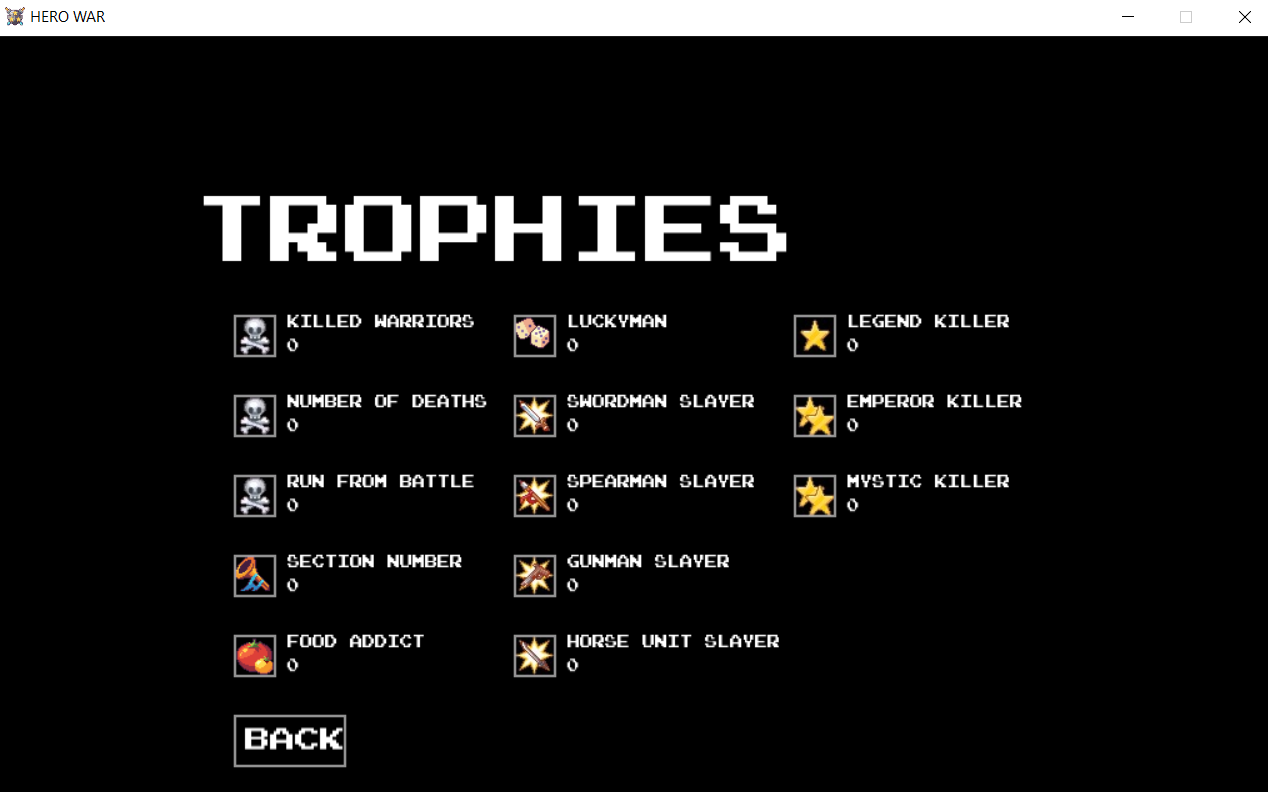 HERO WAR
TROPHIES
KILLED WARRIORS
0
LUCKYMAN
0
LEGEND KILLER
0
NUMBER OF DEATHS
0
SWORDMAN SLAYER
0
EMPEROR KILLER
0
RUN FROM BATTLE
0
SPEARMAN SLAYER
0
MYSTIC KILLER
0
SECTION NUMBER
0
GUNMAN SLAYER
0
FOOD ADDICT
0
HORSE UNIT SLAYER
0
BACK